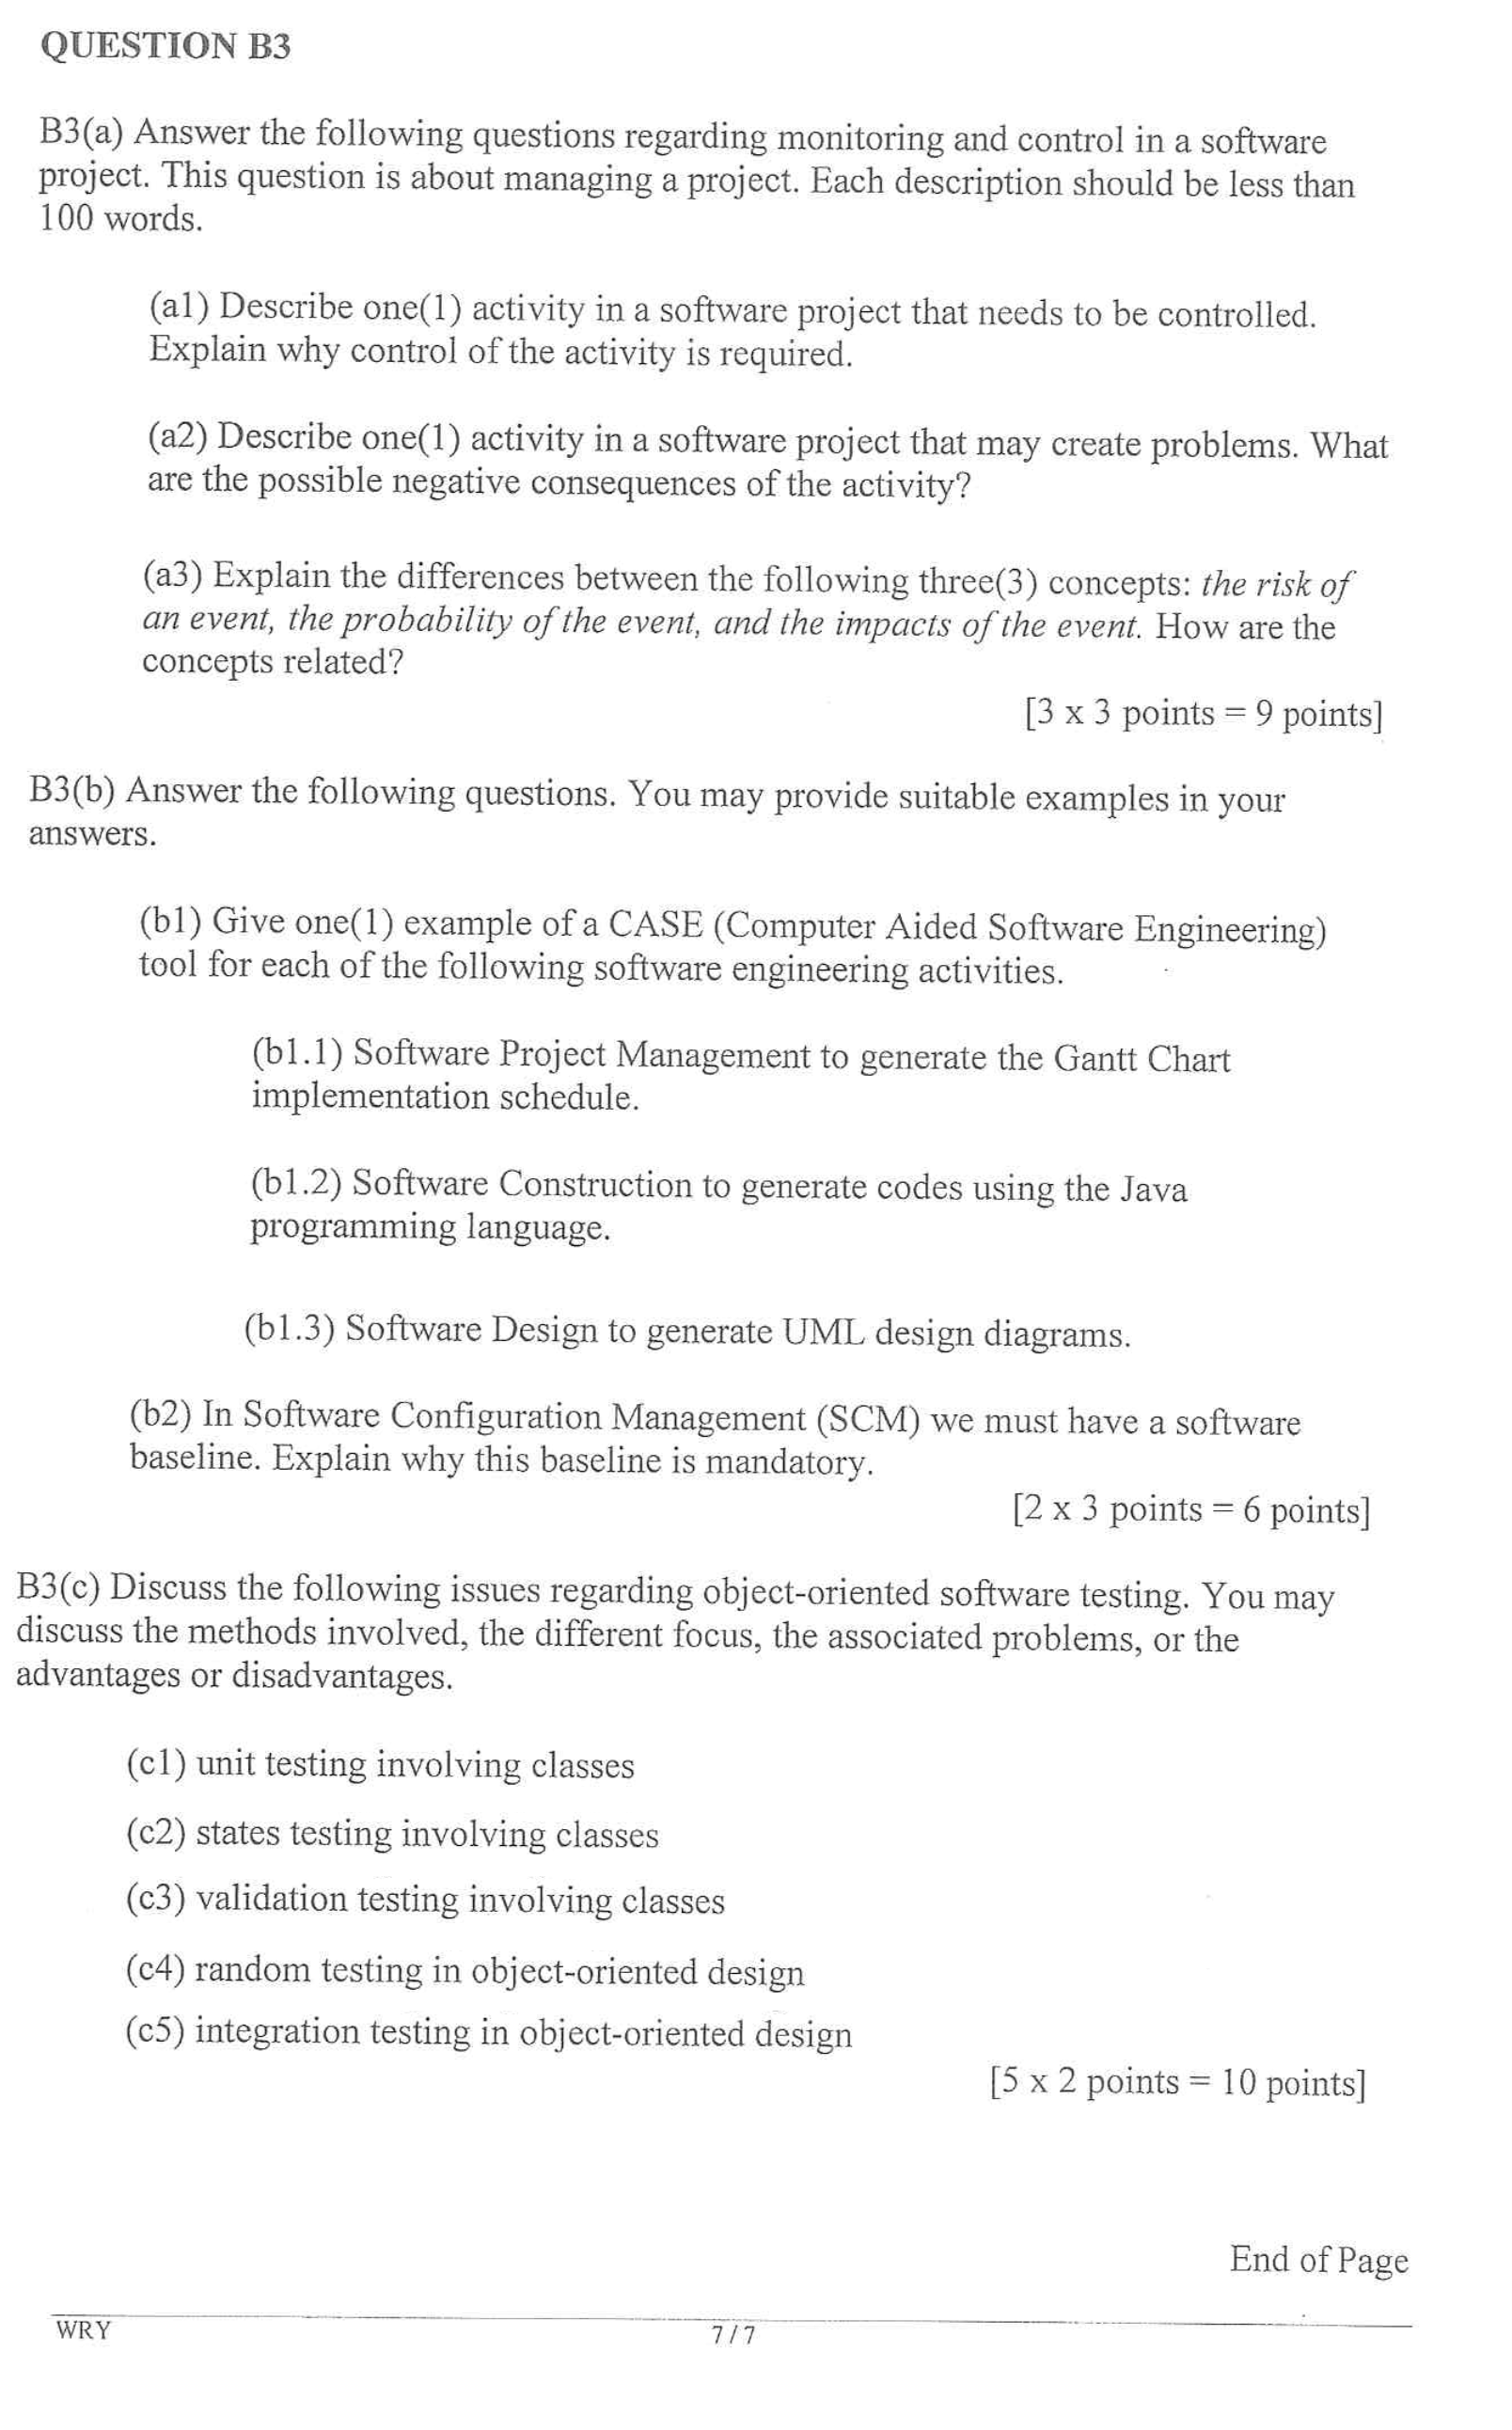 QUESTION B3
B3(a) Answer the following questions regarding monitoring and control in a software
project. This question is about managing a project. Each description should be less than
100 words.
(a1) Describe one(1) activity in a software project that needs to be controlled.
Explain why control of the activity is required.
(a2) Describe one(1) activity in a software project that may create problems. What
are the possible negative consequences of the activity?
(a3) Explain the differences between the following three(3) concepts: the risk of
an event, the probability of the event, and the impacts of the event. How are the
concepts related?
[3 x 3 points = 9 points]
B3(b) Answer the following questions. You may provide suitable examples in your
answers.
(b1) Give one(1) example of a CASE (Computer Aided Software Engineering)
tool for each of the following software engineering activities.
(b1.1) Software Project Management to generate the Gantt Chart
implementation schedule.
(b1.2) Software Construction to generate codes using the Java
programming language.
(b1.3) Software Design to generate UML design diagrams.
(b2) In Software Configuration Management (SCM) we must have a software
baseline. Explain why this baseline is mandatory.
[2 x 3 points = 6 points]
B3(c) Discuss the following issues regarding object-oriented software testing. You may
discuss the methods involved, the different focus, the associated problems, or the
advantages or disadvantages.
(c1) unit testing involving classes
(c2) states testing involving classes
(c3) validation testing involving classes
(c4) random testing in object-oriented design
(c5) integration testing in object-oriented design
[5 x 2 points = 10 points]
End of Page
WRY 7 / 7